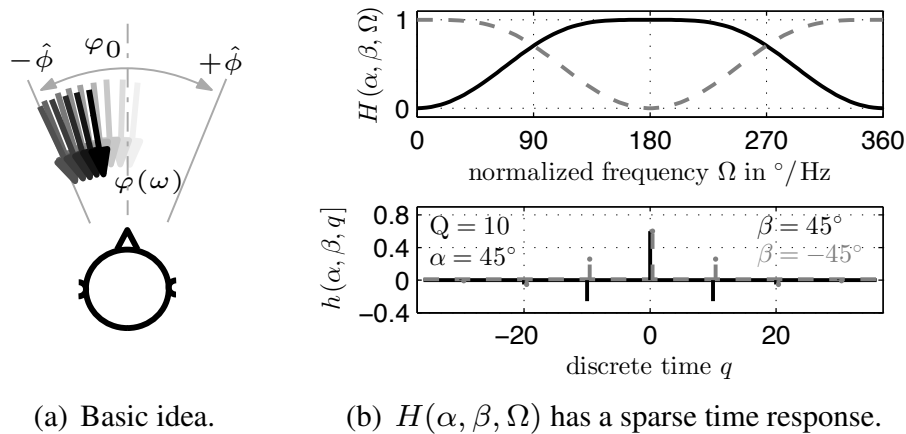 φ₀
−φ̂ +φ̂
φ(ω)
(a) Basic idea.
H(α, β, Ω)
1
0
0 90 180 270 360
normalized frequency Ω in °/Hz
h(α, β, q]
0.8
0.4
0
−0.4
Q = 10
α = 45°
β = 45°
β = −45°
−20 0 20
discrete time q
(b) H(α, β, Ω) has a sparse time response.